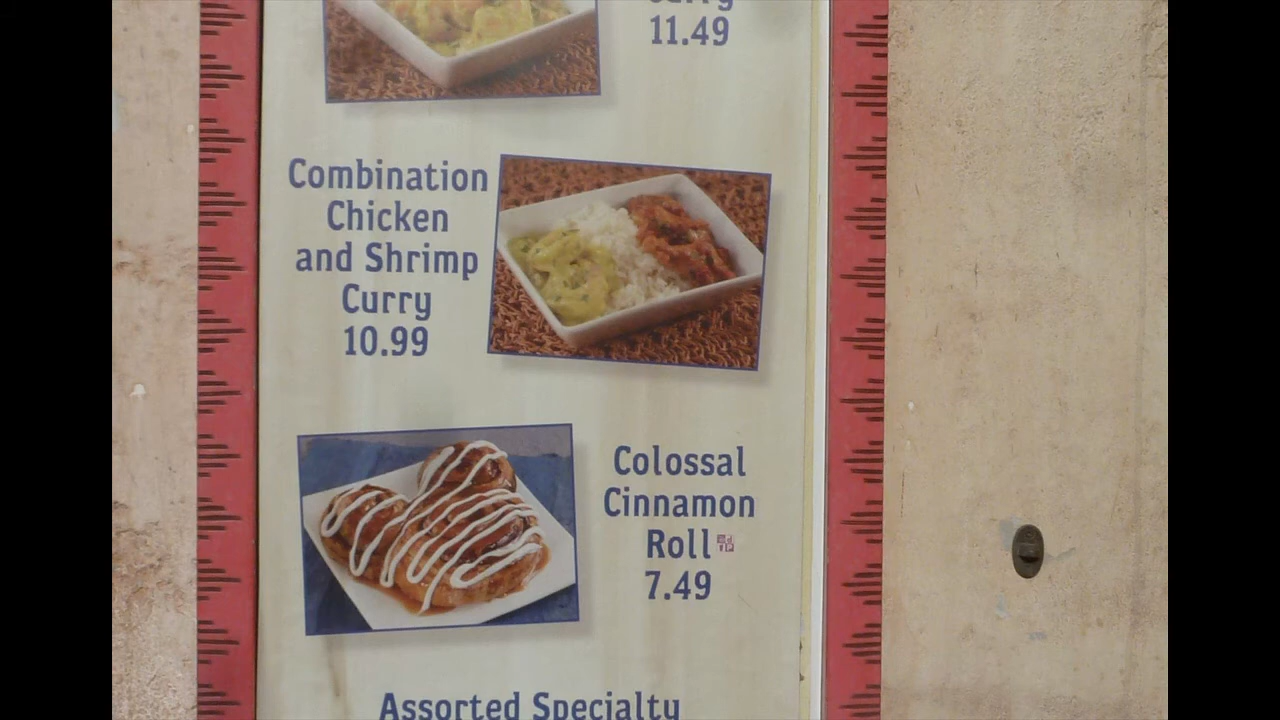 11.49
Combination
Chicken
and Shrimp
Curry
10.99
Colossal
Cinnamon
Roll
7.49
Assorted Specialty